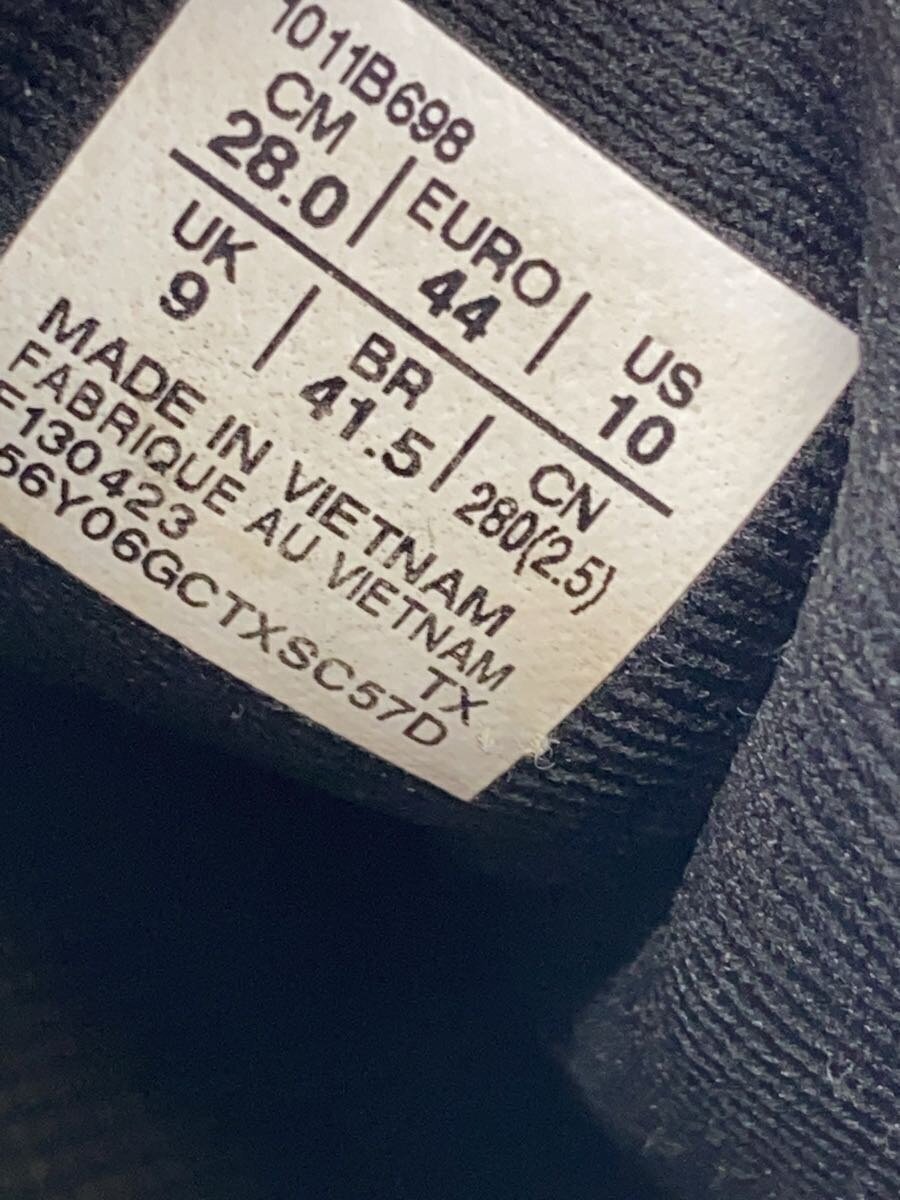 1011B698
CM EURO US
28.0 44 10
UK BR CN
9 41.5 280(2.5)
MADE IN VIETNAM
FABRIQUE AU VIETNAM
E130423 TX
56Y06GCTXSC57D